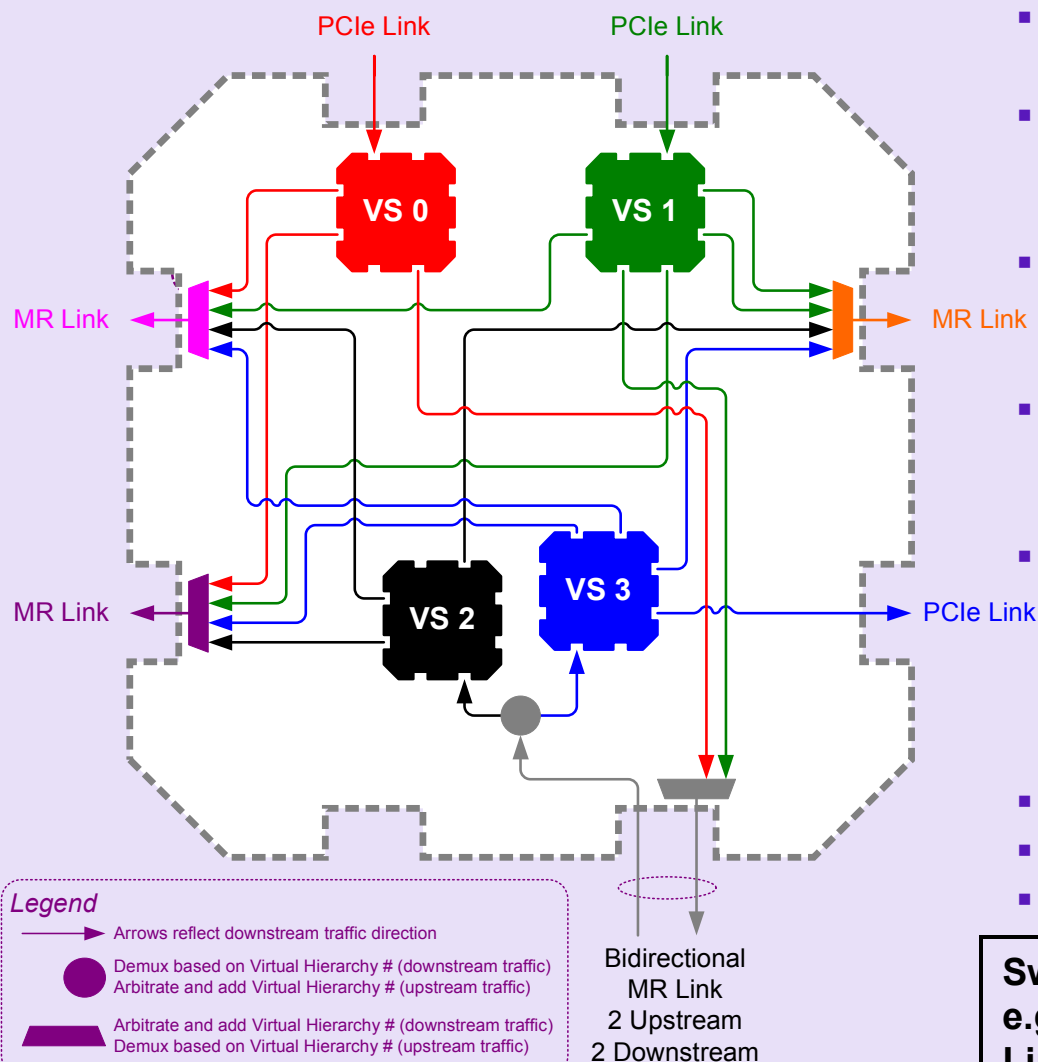 PCIe Link
PCIe Link
VS 0
VS 1
MR Link
MR Link
VS 3
VS 2
MR Link
PCIe Link
Legend
Arrows reflect downstream traffic direction
Demux based on Virtual Hierarchy # (downstream traffic)
Arbitrate and add Virtual Hierarchy # (upstream traffic)
Arbitrate and add Virtual Hierarchy # (downstream traffic)
Demux based on Virtual Hierarchy # (upstream traffic)
Bidirectional
MR Link
2 Upstream
2 Downstream
Sw
e.g
Li